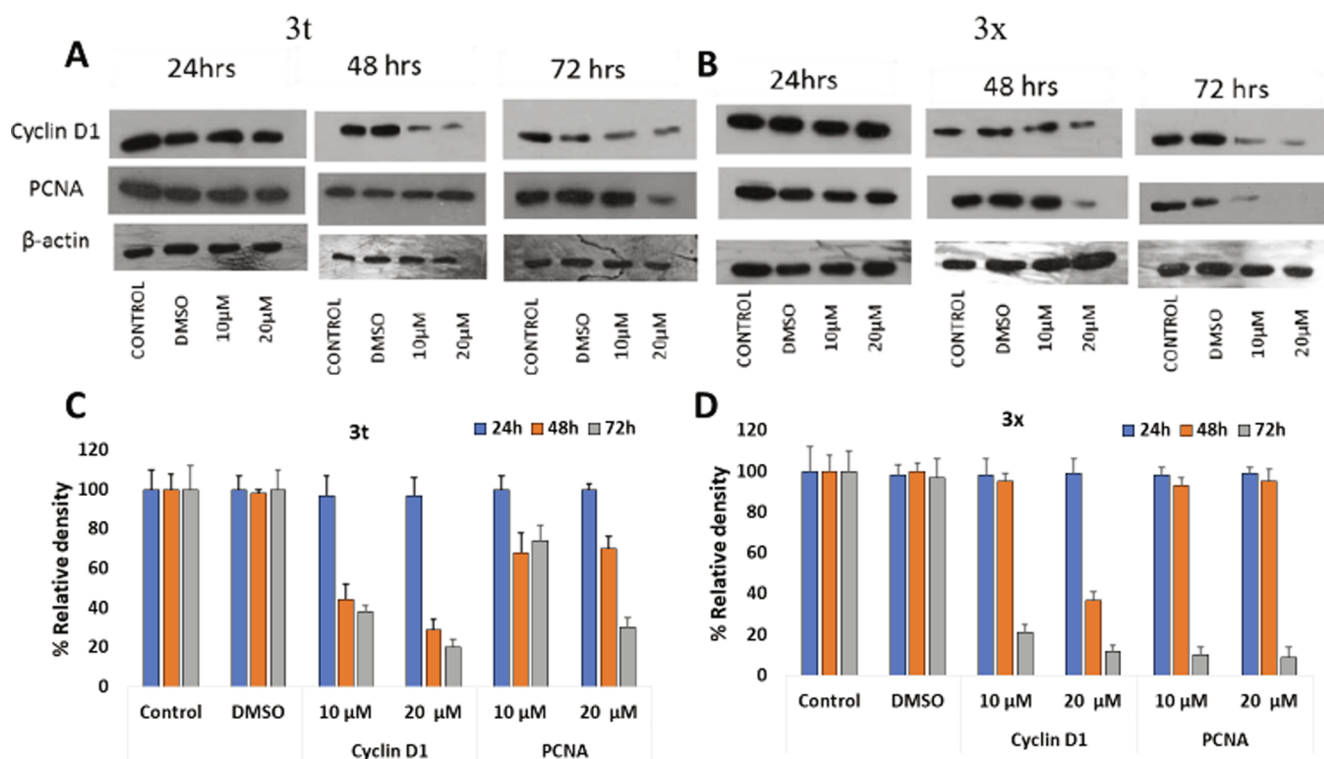 3t
3x
A
24hrs
48 hrs
72 hrs
B
24hrs
48 hrs
72 hrs
Cyclin D1
PCNA
β-actin
CONTROL
DMSO
10µM
20µM
CONTROL
DMSO
10µM
20µM
CONTROL
DMSO
10µM
20µM
CONTROL
DMSO
10µM
20µM
CONTROL
DMSO
10µM
20µM
CONTROL
DMSO
10µM
20µM
C
3t
24h 48h 72h
% Relative density
120
100
80
60
40
20
0
Control DMSO 10 µM 20 µM 10 µM 20 µM
Cyclin D1 PCNA
D
3x
24h 48h 72h
% Relative density
120
100
80
60
40
20
0
Control DMSO 10 µM 20 µM 10 µM 20 µM
Cyclin D1 PCNA